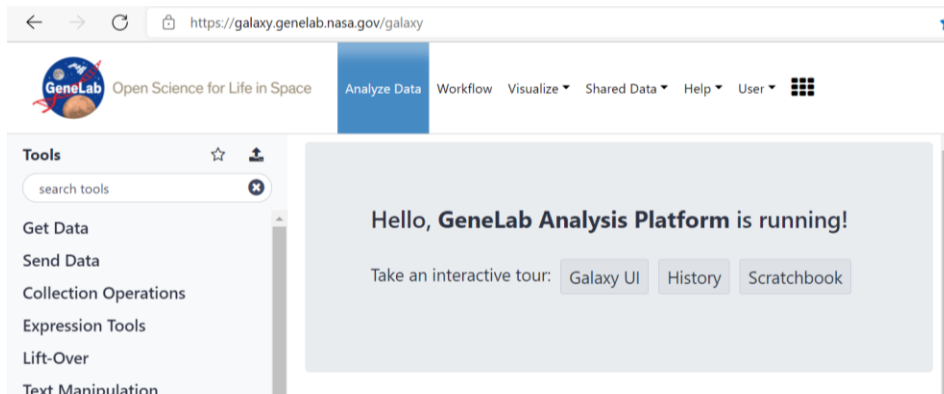 https://galaxy.genelab.nasa.gov/galaxy
GeneLab
Open Science for Life in Space
Analyze Data Workflow Visualize Shared Data Help User
Tools
search tools
Get Data
Send Data
Collection Operations
Expression Tools
Lift-Over
Text Manipulation
Hello, GeneLab Analysis Platform is running!
Take an interactive tour: Galaxy UI History Scratchbook